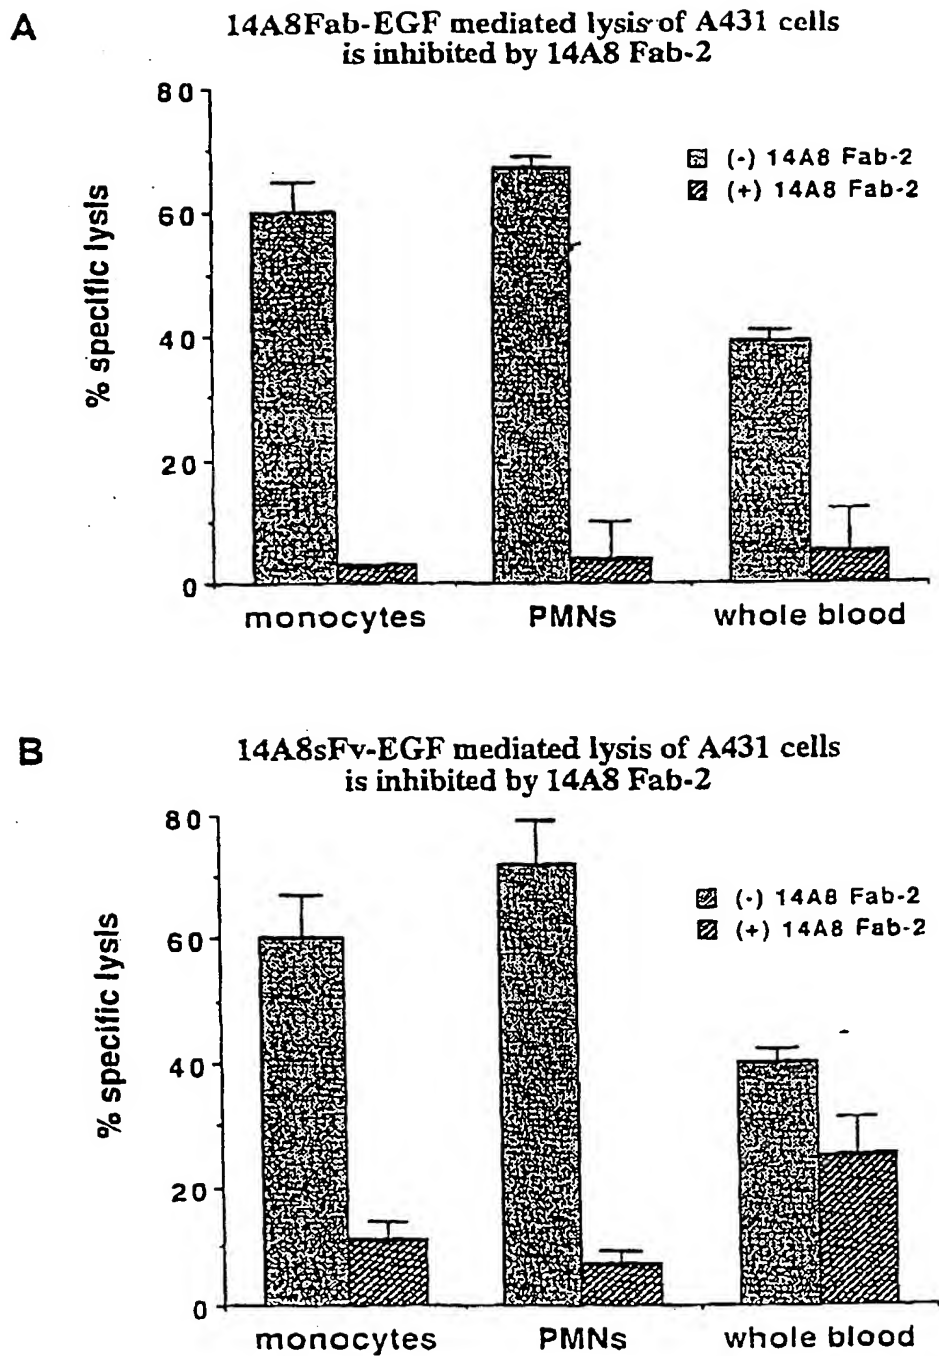 A
14A8Fab-EGF mediated lysis of A431 cells
is inhibited by 14A8 Fab-2
80
60
40
20
0
% specific lysis
(-) 14A8 Fab-2
(+) 14A8 Fab-2
monocytes PMNs whole blood
B
14A8sFv-EGF mediated lysis of A431 cells
is inhibited by 14A8 Fab-2
80
60
40
20
0
% specific lysis
(-) 14A8 Fab-2
(+) 14A8 Fab-2
monocytes PMNs whole blood